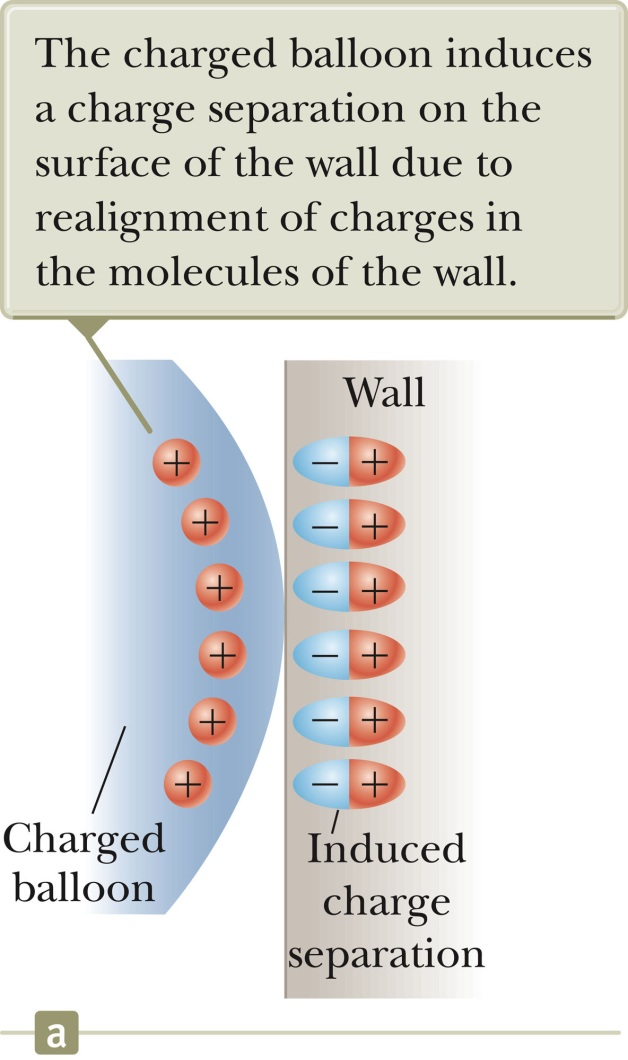 The charged balloon induces
a charge separation on the
surface of the wall due to
realignment of charges in
the molecules of the wall.
Wall
+ − +
+ − +
+ − +
+ − +
+ − +
+ − +
Charged
balloon
Induced
charge
separation
a